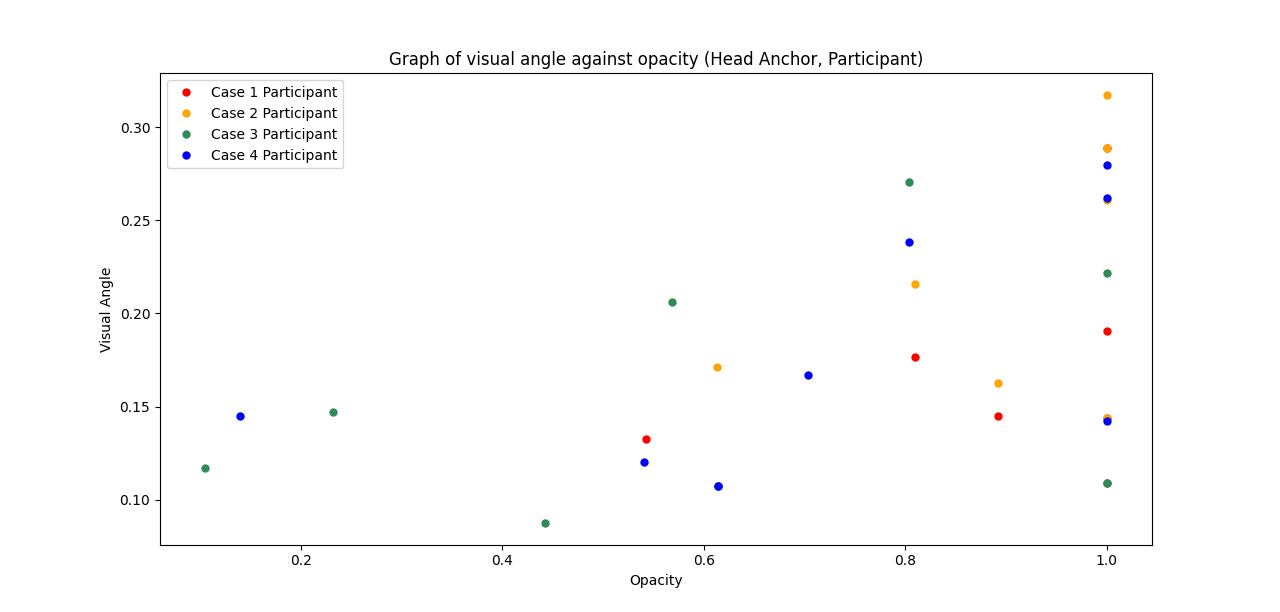 Graph of visual angle against opacity (Head Anchor, Participant)
Case 1 Participant
Case 2 Participant
Case 3 Participant
Case 4 Participant
Visual Angle
0.30
0.25
0.20
0.15
0.10
0.2 0.4 0.6 0.8 1.0
Opacity